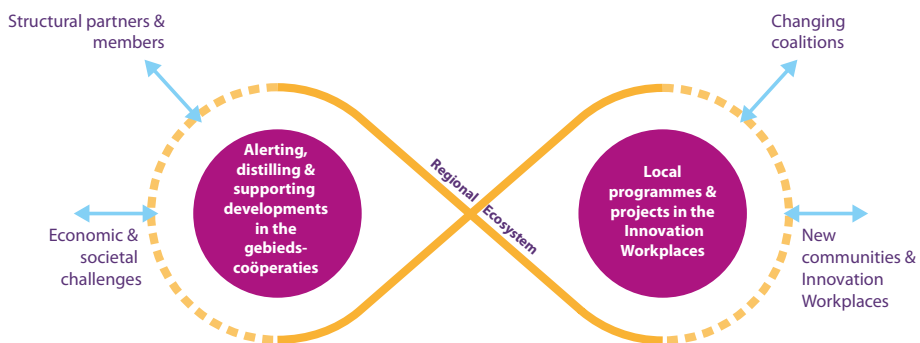 Structural partners &
members
Changing
coalitions
Alerting,
distilling &
supporting
developments
in the
gebieds-
coöperaties
Regional Ecosystem
Local
programmes &
projects in the
Innovation
Workplaces
Economic &
societal
challenges
New
communities &
Innovation
Workplaces